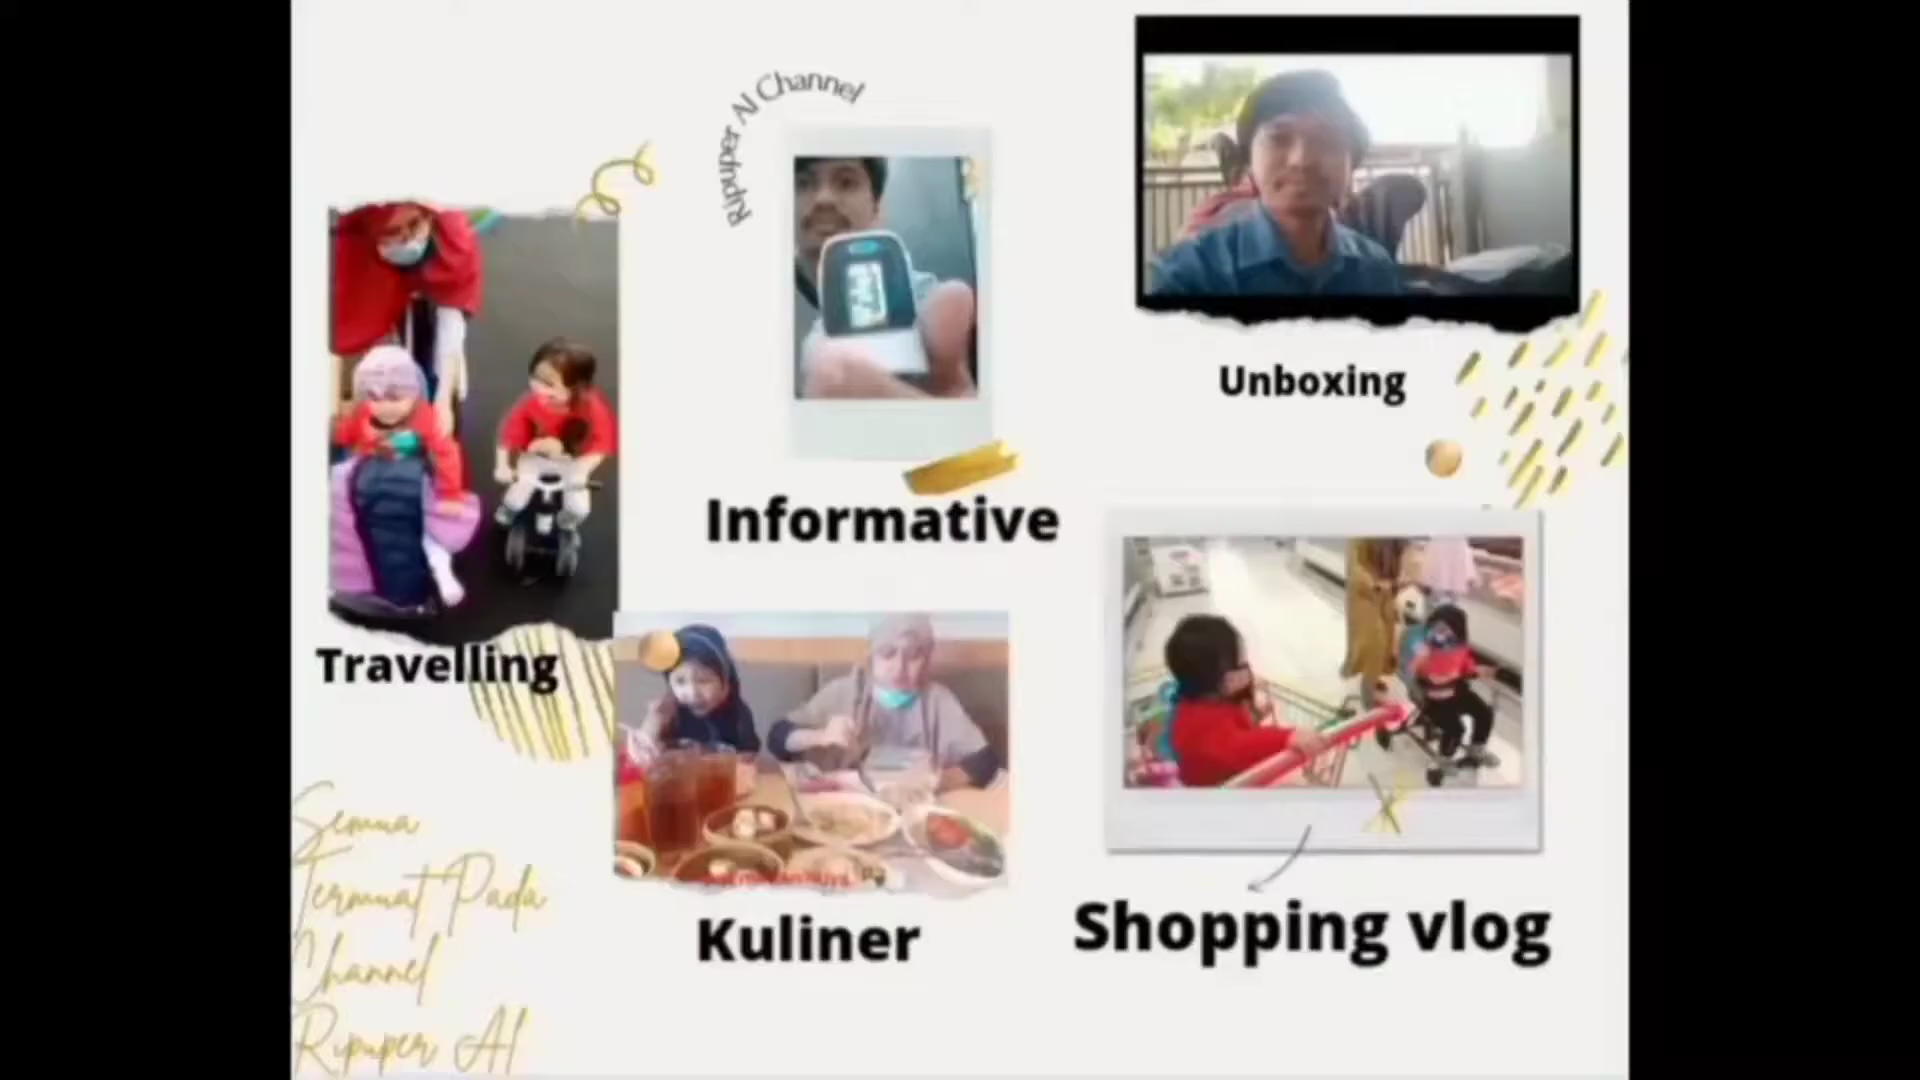 Ripuper Al Channel
Unboxing
Informative
Travelling
Kuliner
Shopping vlog
Semua
Termuat Pada
Channel
Ripuper Al